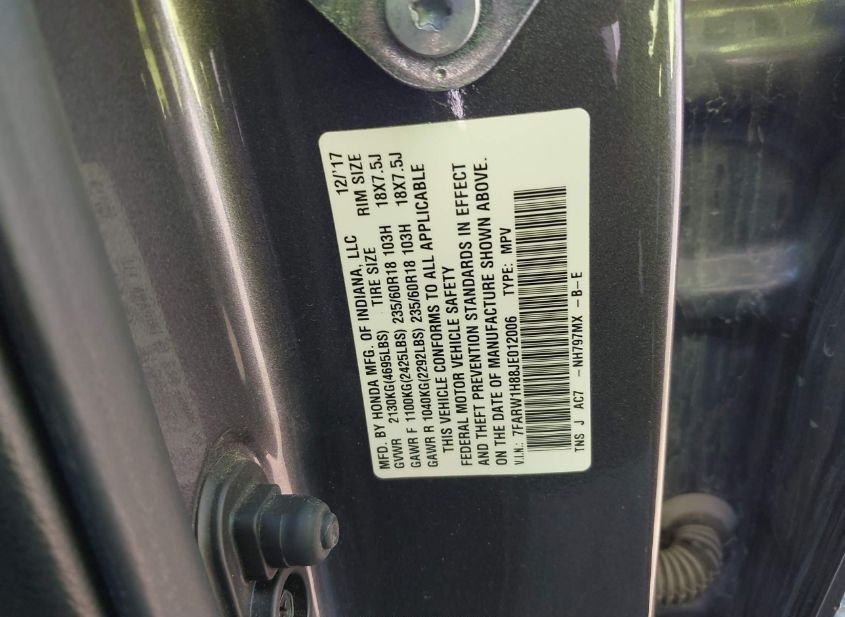 MFD. BY HONDA MFG. OF INDIANA, LLC 12/'17
GVWR 2130KG(4695LBS) TIRE SIZE RIM SIZE
GAWR F 1100KG(2425LBS) 235/60R18 103H 18X7.5J
GAWR R 1040KG(2292LBS) 235/60R18 103H 18X7.5J
THIS VEHICLE CONFORMS TO ALL APPLICABLE
FEDERAL MOTOR VEHICLE SAFETY
AND THEFT PREVENTION STANDARDS IN EFFECT
ON THE DATE OF MANUFACTURE SHOWN ABOVE.
V.I.N.: 7FARW1H88JE012006 TYPE: MPV
TNS J AC7 -NH797MX -B-E